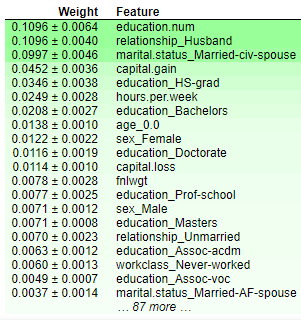 Weight Feature
0.1096 ± 0.0064 education.num
0.1096 ± 0.0040 relationship_Husband
0.0997 ± 0.0046 marital.status_Married-civ-spouse
0.0452 ± 0.0036 capital.gain
0.0346 ± 0.0038 education_HS-grad
0.0249 ± 0.0028 hours.per.week
0.0208 ± 0.0027 education_Bachelors
0.0138 ± 0.0010 age_0.0
0.0122 ± 0.0022 sex_Female
0.0116 ± 0.0019 education_Doctorate
0.0114 ± 0.0010 capital.loss
0.0078 ± 0.0028 fnlwgt
0.0077 ± 0.0025 education_Prof-school
0.0071 ± 0.0012 sex_Male
0.0071 ± 0.0008 education_Masters
0.0070 ± 0.0023 relationship_Unmarried
0.0063 ± 0.0012 education_Assoc-acdm
0.0060 ± 0.0013 workclass_Never-worked
0.0049 ± 0.0007 education_Assoc-voc
0.0037 ± 0.0014 marital.status_Married-AF-spouse
… 87 more …